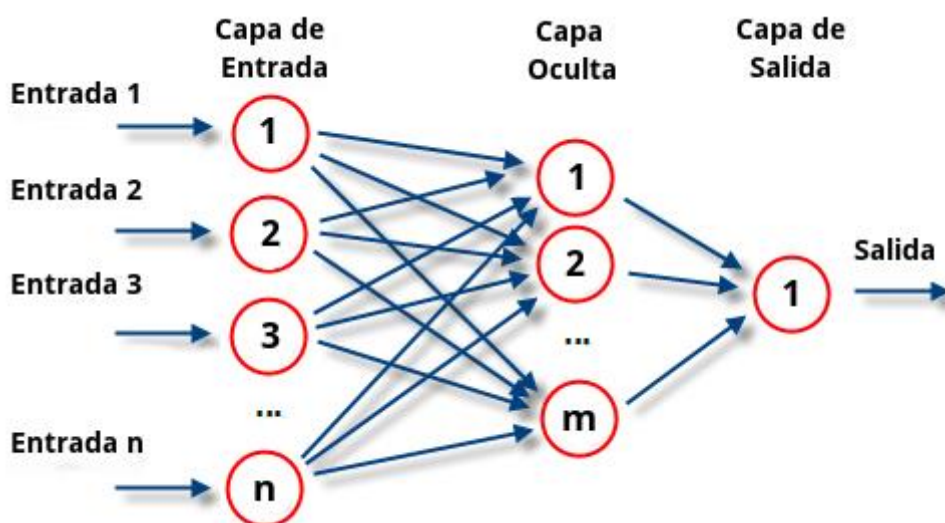 Capa de
Entrada
Capa
Oculta
Capa de
Salida
Entrada 1
1
1
Entrada 2
2
2
Entrada 3
3
1
Salida
...
...
m
Entrada n
n